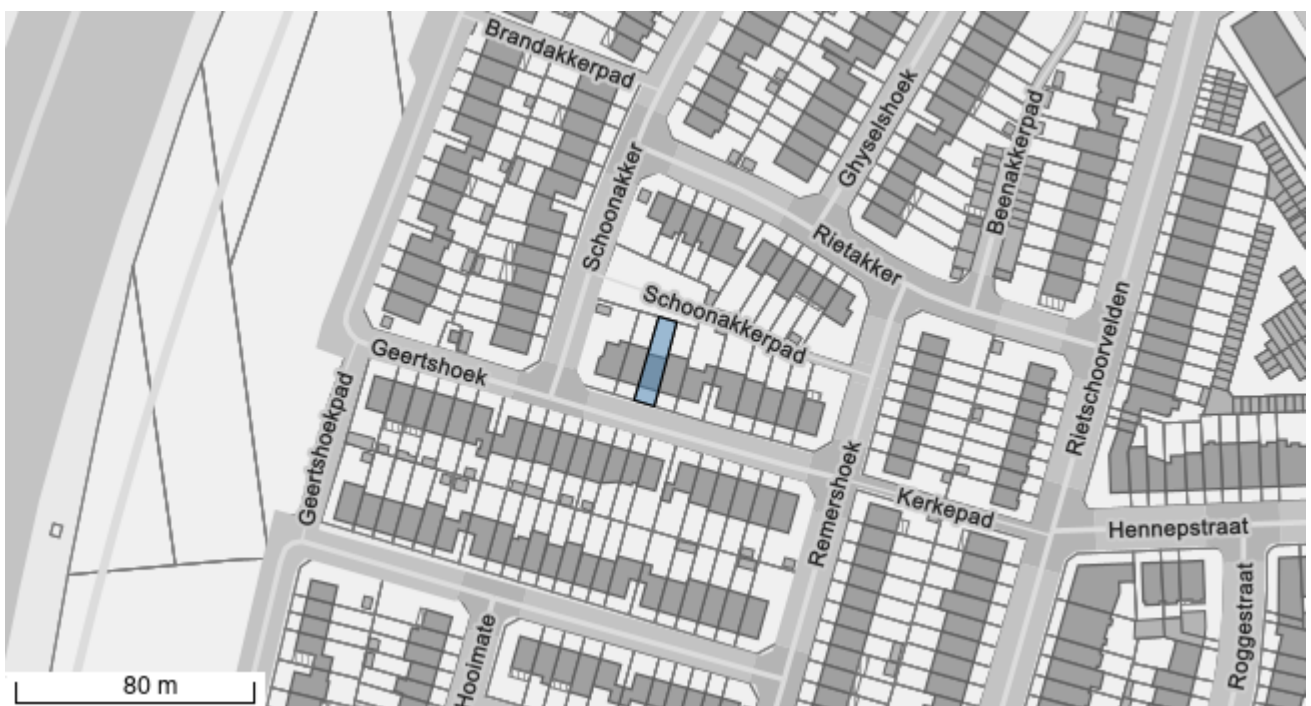 Brandakkerpad
Schoonakker
Ghyselshoek
Beenakkerpad
Rietakker
Schoonakkerpad
Rietschoorvelden
Geertshoek
Geertshoekpad
Remershoek
Kerkepad
Hennepstraat
Roggestraat
Hooimate
80 m